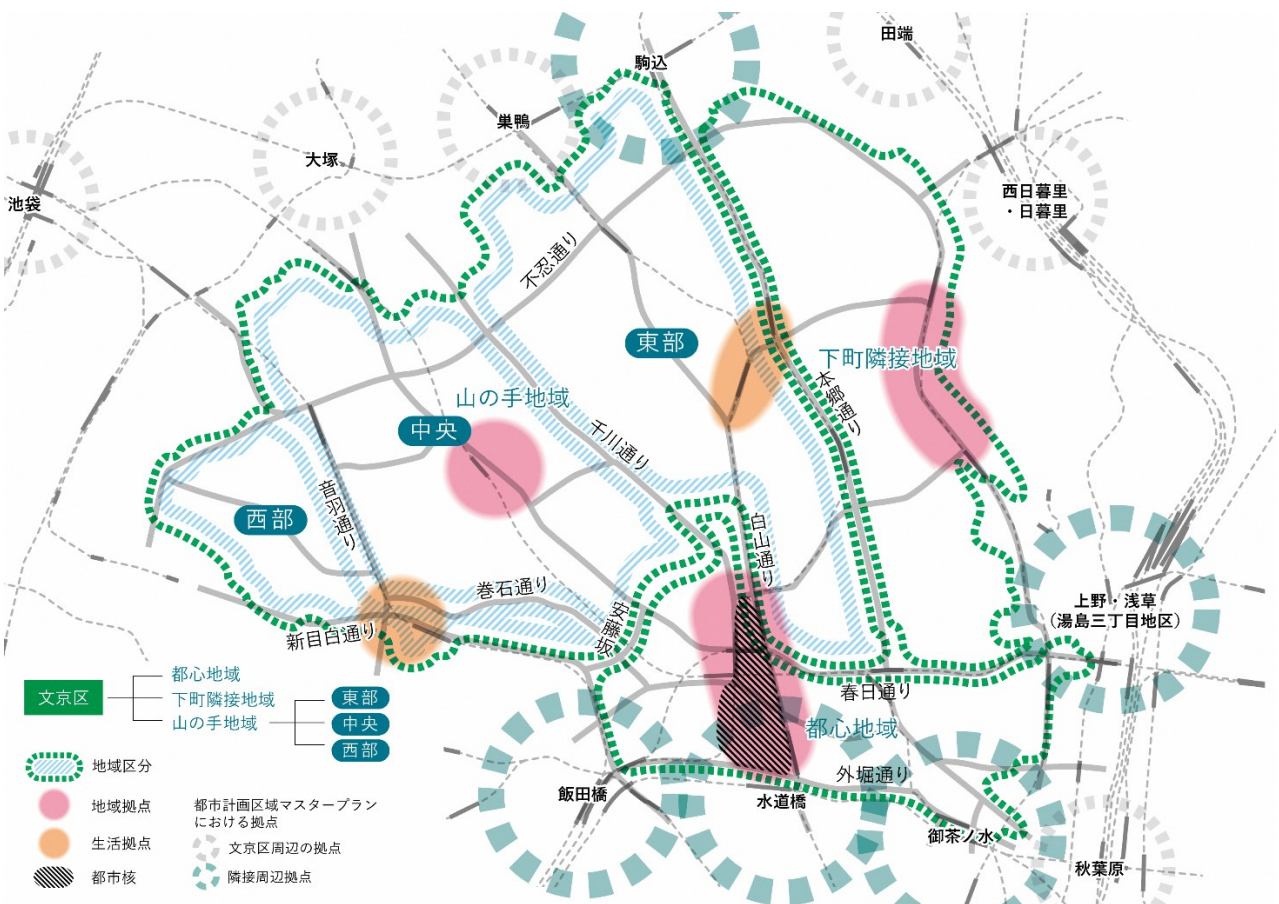 田端
駒込
巣鴨
大塚
池袋
西日暮里
・日暮里
不忍通り
東部
下町隣接地域
山の手地域
本郷通り
中央
千川通り
音羽通り
西部
白山通り
巻石通り
安藤坂
上野・浅草
(湯島三丁目地区)
新目白通り
春日通り
都心地域
外堀通り
飯田橋
水道橋
御茶ノ水
秋葉原
文京区
都心地域
下町隣接地域
山の手地域
東部
中央
西部
地域区分
地域拠点
生活拠点
都市核
都市計画区域マスタープラン
における拠点
文京区周辺の拠点
隣接周辺拠点